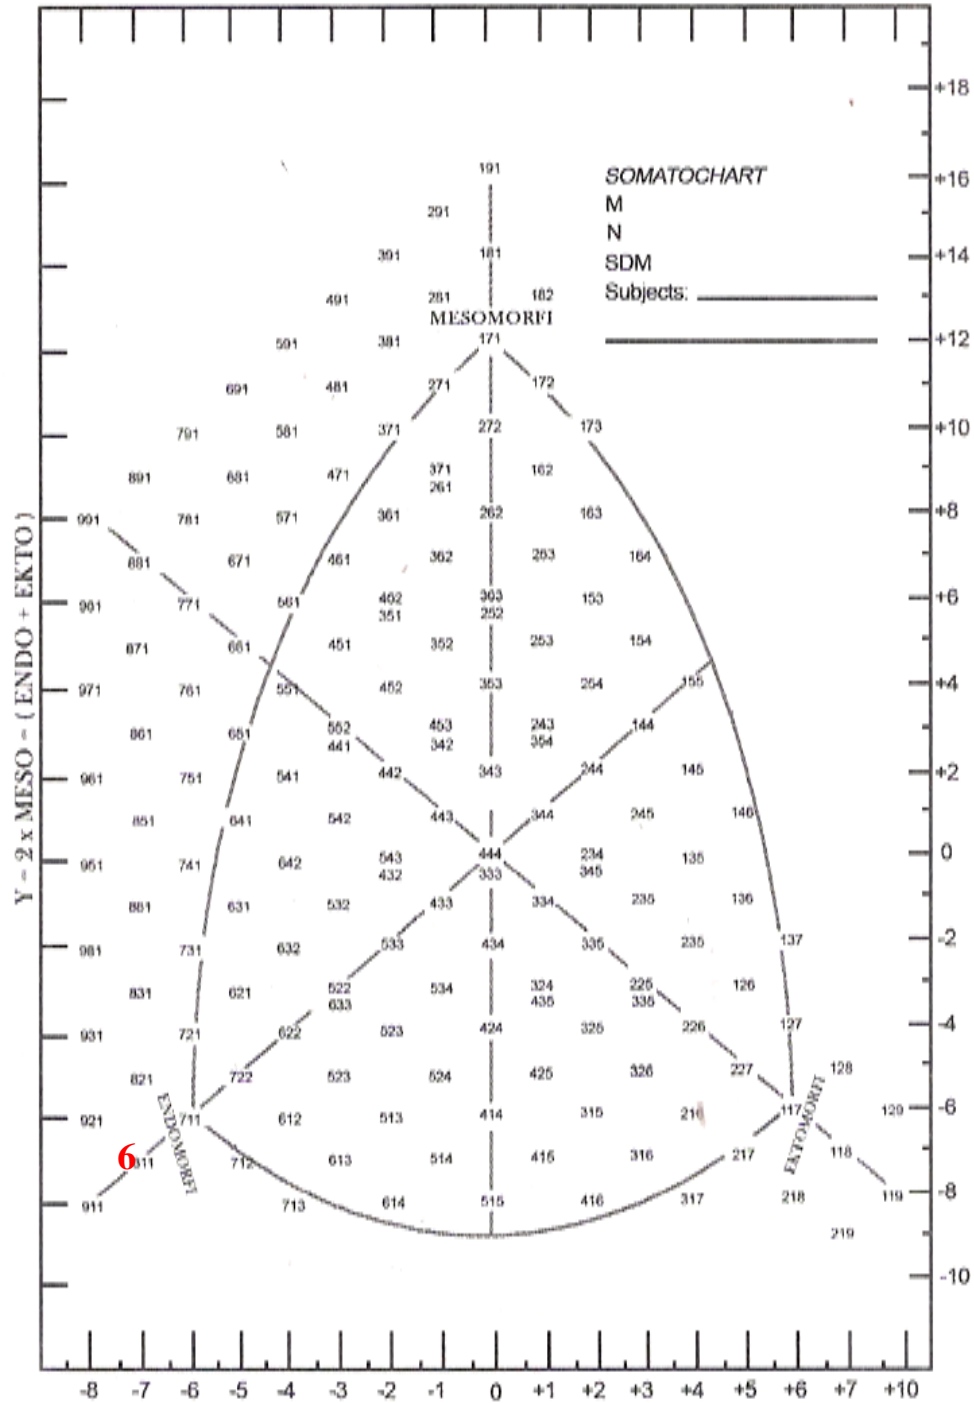 +18
191
SOMATOCHART
+16
M
291
N
391 181 +14
SDM
491 281 182 Subjects:
MESOMORFI
591 381 171 +12
691 481 271 172
791 581 371 272 173 +10
891 681 471 371 162
261
991 781 571 361 262 163 +8
881 671 461 362 263 164
981 771 561 462 363 153 +6
351 252
871 661 451 352 253 154
971 761 551 452 353 254 155 +4
861 651 552 453 243 144
441 342 354
961 751 541 442 343 244 145 +2
851 641 542 443 344 245 146
951 741 642 543 444 234 135 0
432 333 345
881 631 532 433 334 235 136
981 731 632 533 434 335 235 137 -2
831 621 522 534 324 225 126
633 435 335
931 721 622 523 424 325 226 127 -4
821 722 523 524 425 326 227 128
921 711 612 513 414 315 216 117 129 -6
6 811 712 613 514 415 316 217 118
911 713 614 515 416 317 218 119 -8
219
-10
ENDOMORFI
EKTOMORFI
Y = 2 x MESO - ( ENDO + EKTO )
-8 -7 -6 -5 -4 -3 -2 -1 0 +1 +2 +3 +4 +5 +6 +7 +10